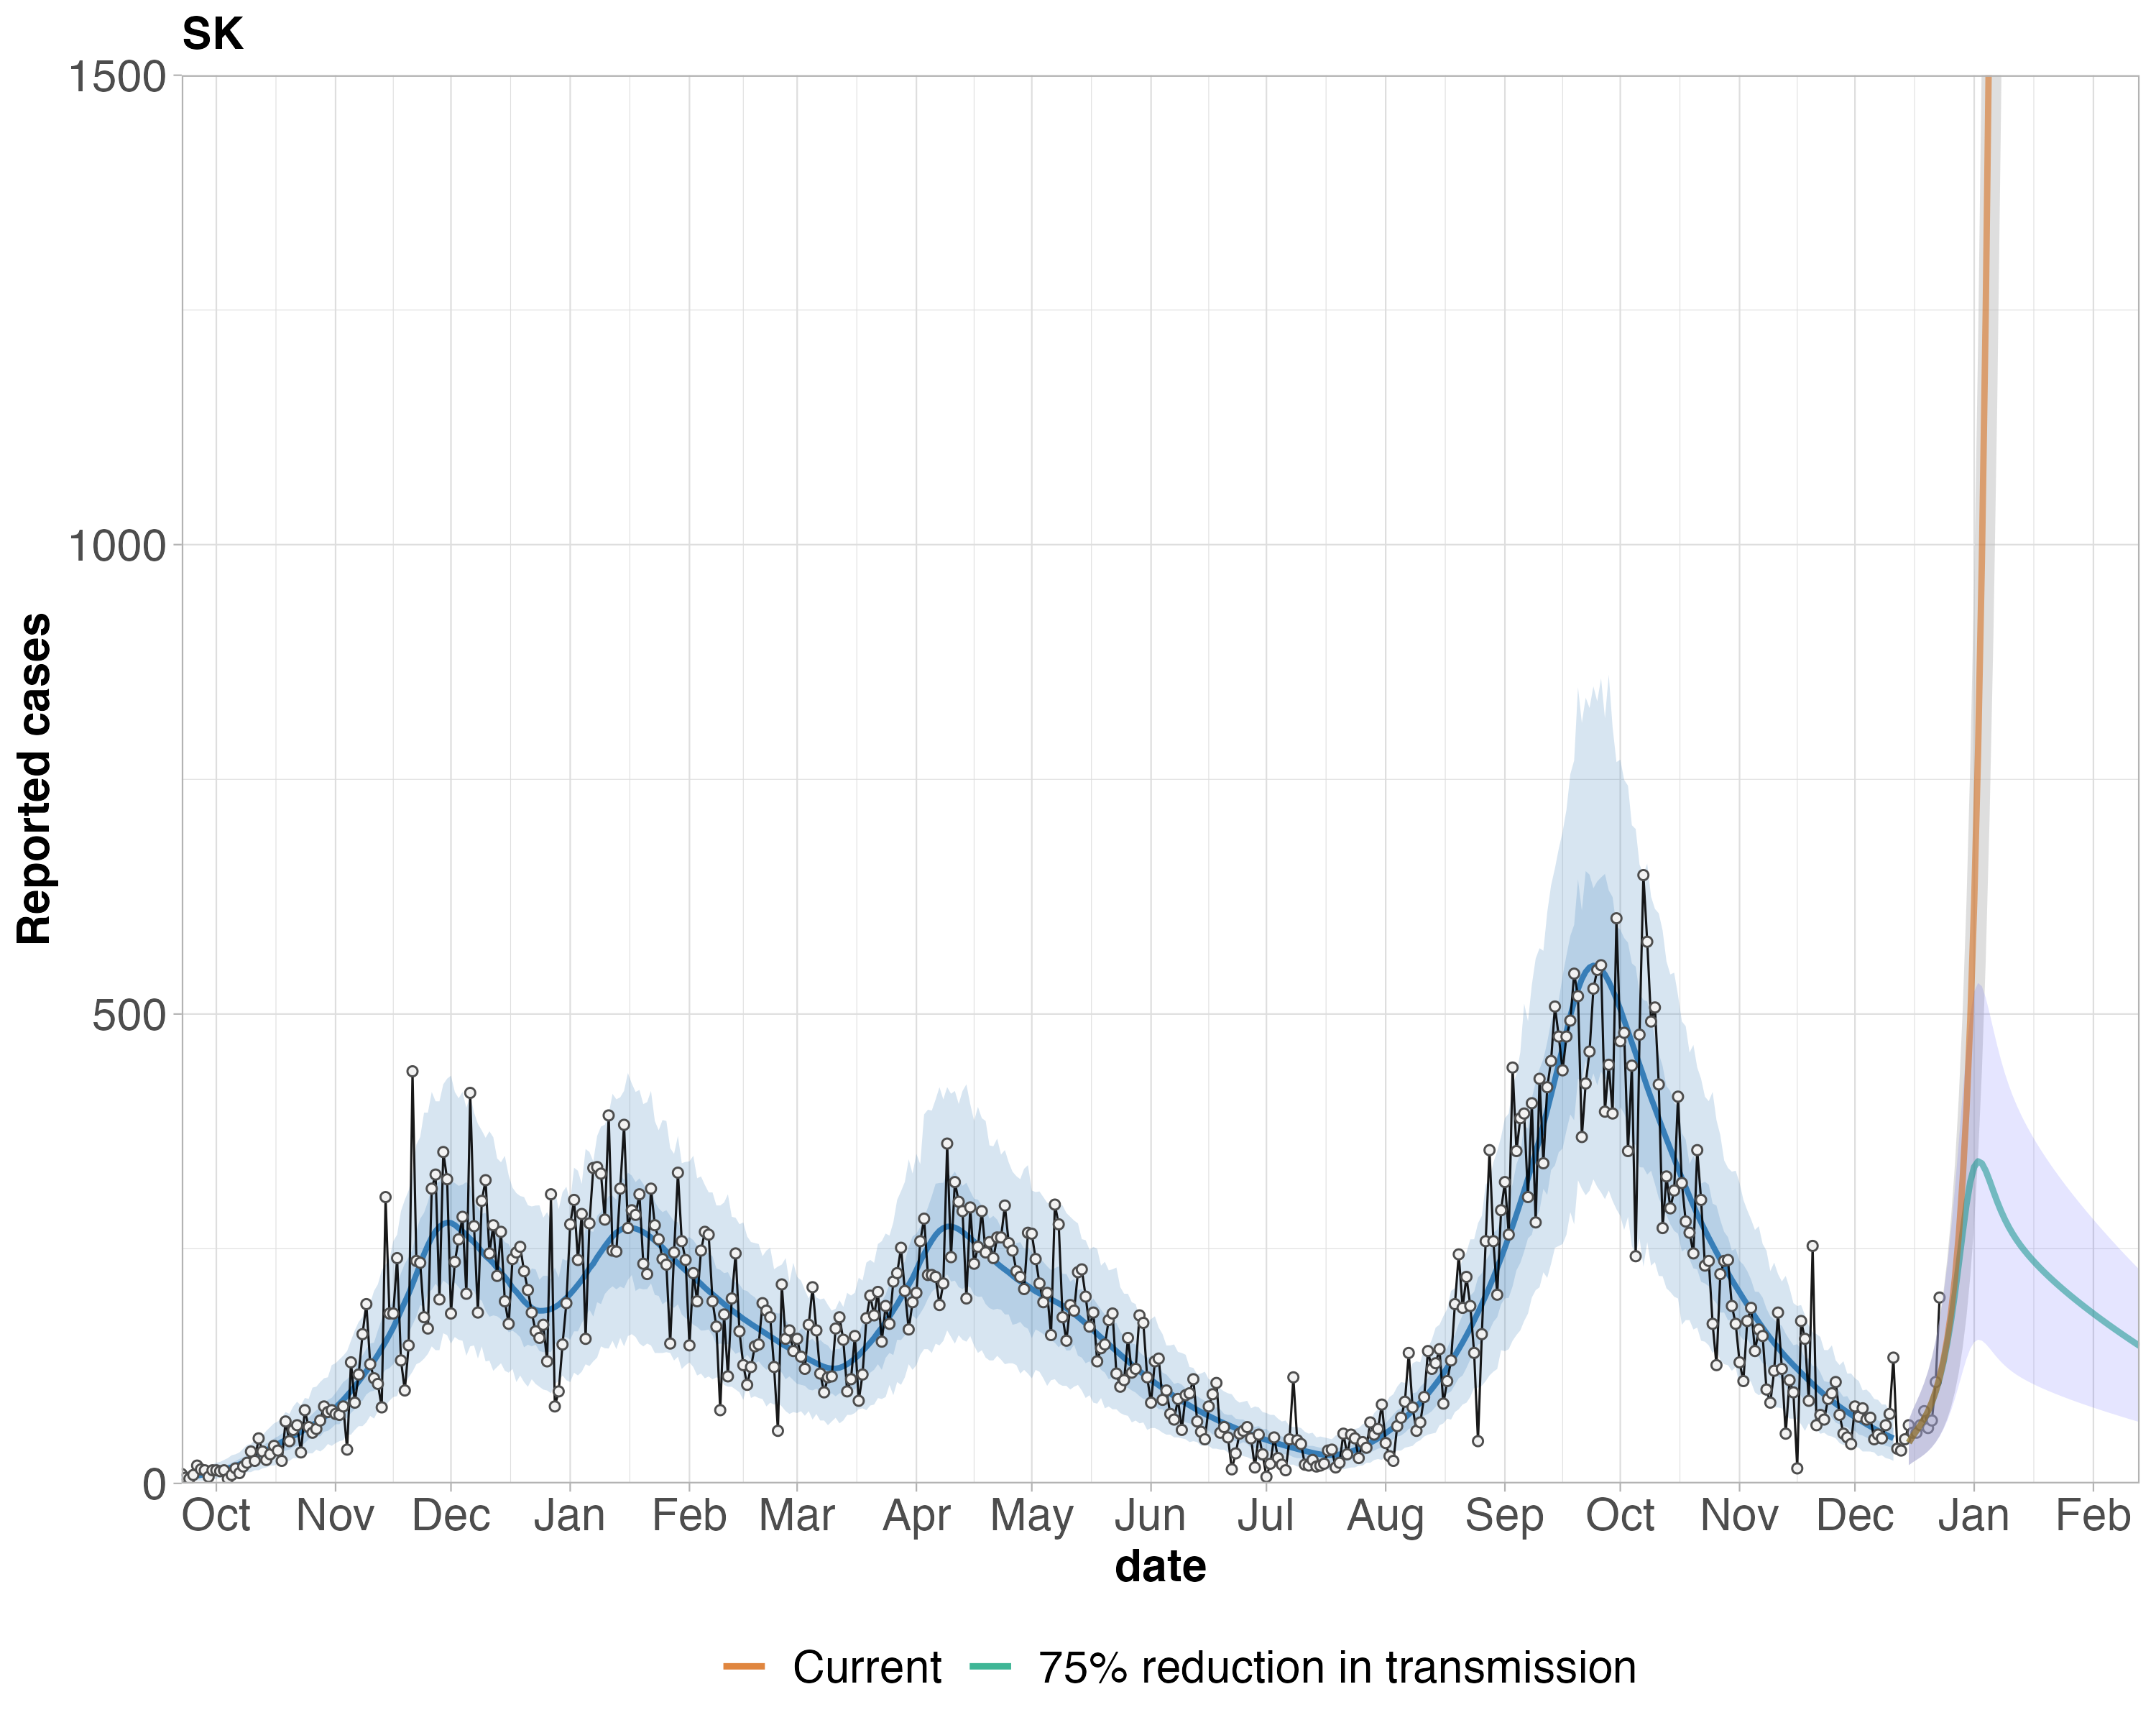 SK
1500
1000
500
0
Reported cases
Oct Nov Dec Jan Feb Mar Apr May Jun Jul Aug Sep Oct Nov Dec Jan Feb
date
Current 75% reduction in transmission